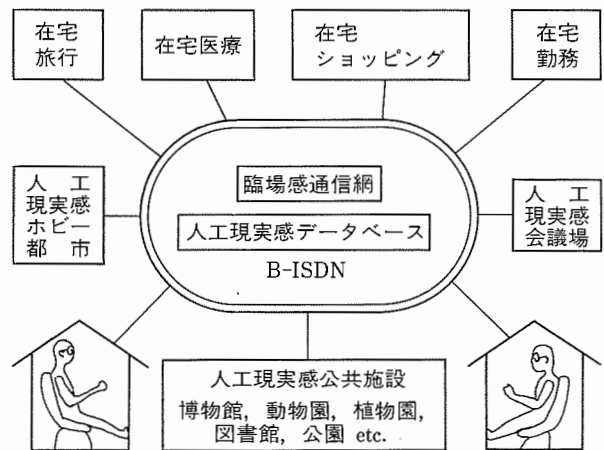 在宅
旅行
在宅医療
在宅
ショッピング
在宅
勤務
人工
現実感
ホビー
都市
臨場感通信網
人工現実感データベース
B-ISDN
人工
現実感
会議場
人工現実感公共施設
博物館, 動物園, 植物園,
図書館, 公園 etc.